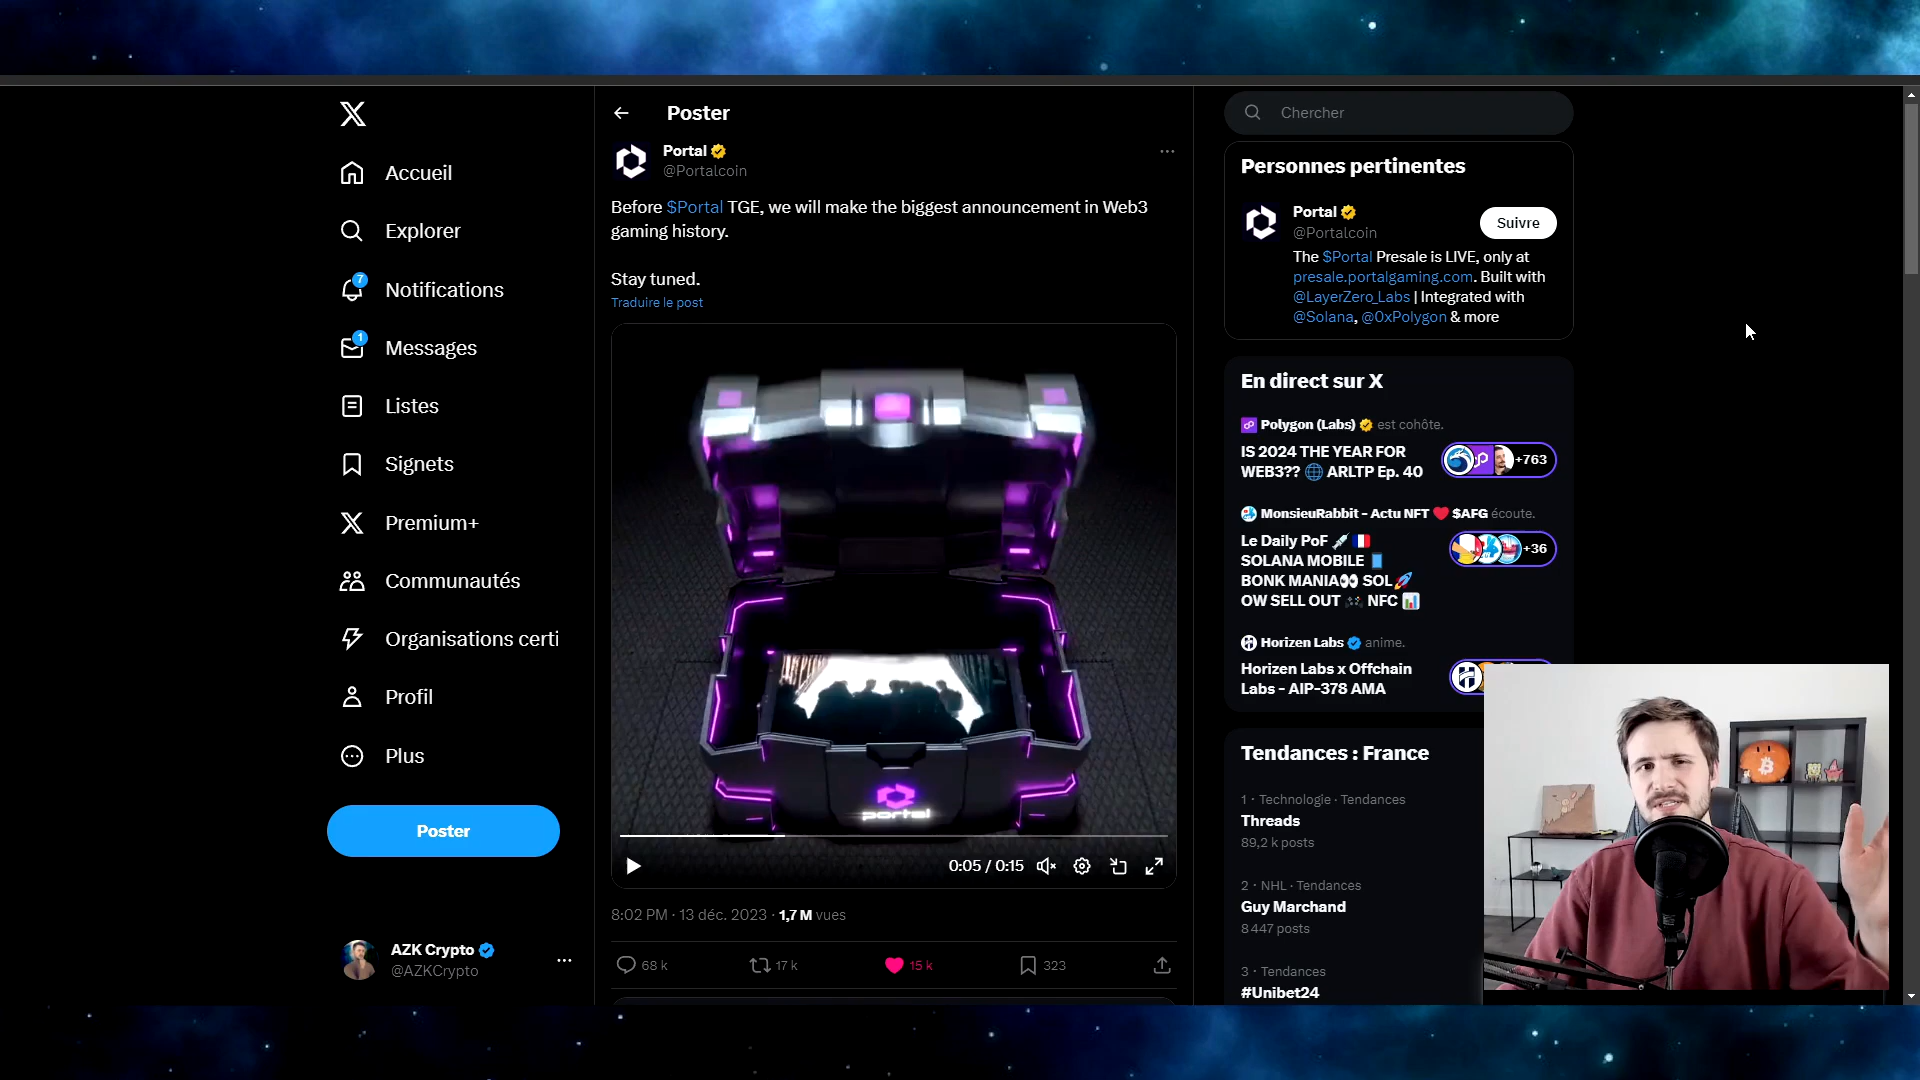 Accueil
Explorer
7
Notifications
1
Messages
Listes
Signets
Premium+
Communautés
Organisations certi
Profil
Plus
Poster
AZK Crypto
@AZKCrypto
Poster
Portal
@Portalcoin
Before $Portal TGE, we will make the biggest announcement in Web3
gaming history.
Stay tuned.
Traduire le post
portal
0:05 / 0:15
8:02 PM · 13 déc. 2023 · 1,7 M vues
68 k
17 k
15 k
323
Chercher
Personnes pertinentes
Portal
@Portalcoin
Suivre
The $Portal Presale is LIVE, only at
presale.portalgaming.com. Built with
@LayerZero_Labs | Integrated with
@Solana, @0xPolygon & more
En direct sur X
Polygon (Labs) est cohôte.
IS 2024 THE YEAR FOR
WEB3?? 🌐 ARLTP Ep. 40
+763
MonsieurRabbit - Actu NFT ❤️ $AFG écoute.
Le Daily PoF 💉🇫🇷
SOLANA MOBILE 📱
BONK MANIA👀 SOL🚀
OW SELL OUT 🎮 NFC 📊
+36
Horizen Labs anime.
Horizen Labs x Offchain
Labs - AIP-378 AMA
Tendances : France
1 · Technologie · Tendances
Threads
89,2 k posts
2 · NHL · Tendances
Guy Marchand
8 447 posts
3 · Tendances
#Unibet24